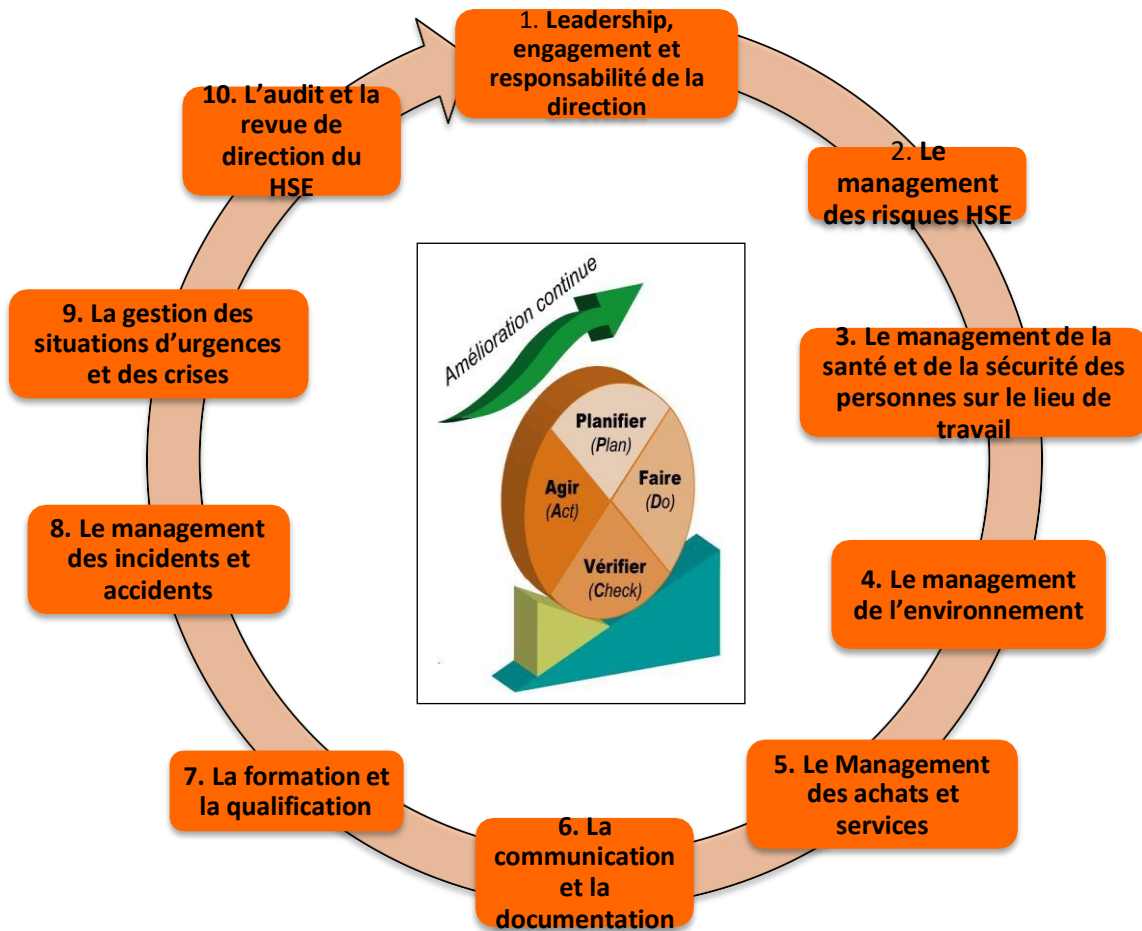 1. Leadership,
engagement et
responsabilité de la
direction
2. Le
management
des risques HSE
3. Le management de la
santé et de la sécurité des
personnes sur le lieu de
travail
4. Le management
de l’environnement
5. Le Management
des achats et
services
6. La
communication
et la
documentation
7. La formation et
la qualification
8. Le management
des incidents et
accidents
9. La gestion des
situations d’urgences
et des crises
10. L’audit et la
revue de
direction du
HSE
Amélioration continue
Planifier
(Plan)
Faire
(Do)
Vérifier
(Check)
Agir
(Act)